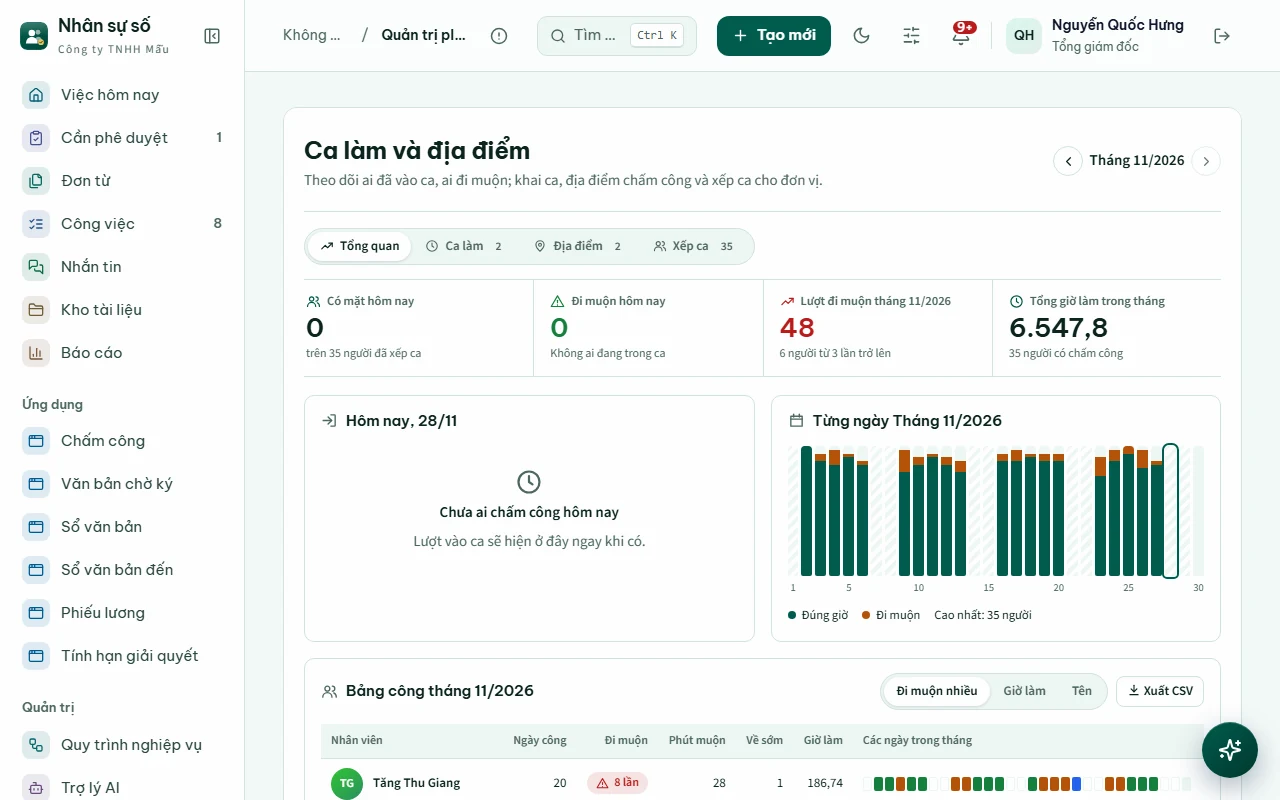 Nhân sự số
Công ty TNHH Mẫu
Việc hôm nay
Cần phê duyệt 1
Đơn từ
Công việc 8
Nhắn tin
Kho tài liệu
Báo cáo
Ứng dụng
Chấm công
Văn bản chờ ký
Sổ văn bản
Sổ văn bản đến
Phiếu lương
Tính hạn giải quyết
Quản trị
Quy trình nghiệp vụ
Trợ lý AI
Không ... / Quản trị pl...
Tìm ... Ctrl K
Tạo mới
9+
QH
Nguyễn Quốc Hưng
Tổng giám đốc
Ca làm và địa điểm
Theo dõi ai đã vào ca, ai đi muộn; khai ca, địa điểm chấm công và xếp ca cho đơn vị.
Tháng 11/2026
Tổng quan Ca làm 2 Địa điểm 2 Xếp ca 35
Có mặt hôm nay
0
trên 35 người đã xếp ca
Đi muộn hôm nay
0
Không ai đang trong ca
Lượt đi muộn tháng 11/2026
48
6 người từ 3 lần trở lên
Tổng giờ làm trong tháng
6.547,8
35 người có chấm công
Hôm nay, 28/11
Chưa ai chấm công hôm nay
Lượt vào ca sẽ hiện ở đây ngay khi có.
Từng ngày Tháng 11/2026
1 5 10 15 20 25 30
Đúng giờ Đi muộn Cao nhất: 35 người
Bảng công tháng 11/2026
Đi muộn nhiều Giờ làm Tên
Xuất CSV
Nhân viên Ngày công Đi muộn Phút muộn Về sớm Giờ làm Các ngày trong tháng
TG Tăng Thu Giang 20 8 lần 28 1 186,74